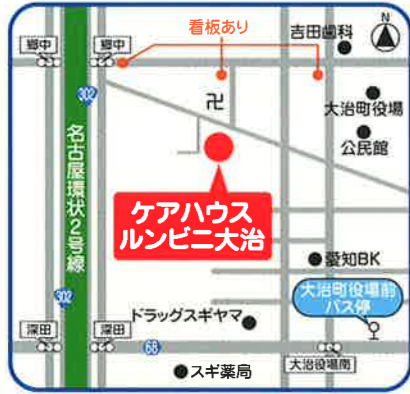 看板あり
吉田歯科
N
郷中
郷中
302
卍
大治町役場
公民館
名古屋環状2号線
ケアハウス
ルンビニ大治
愛知BK
大治町役場前
バス停
302
ドラッグスギヤマ
深田
深田
68
大治役場南
スギ薬局